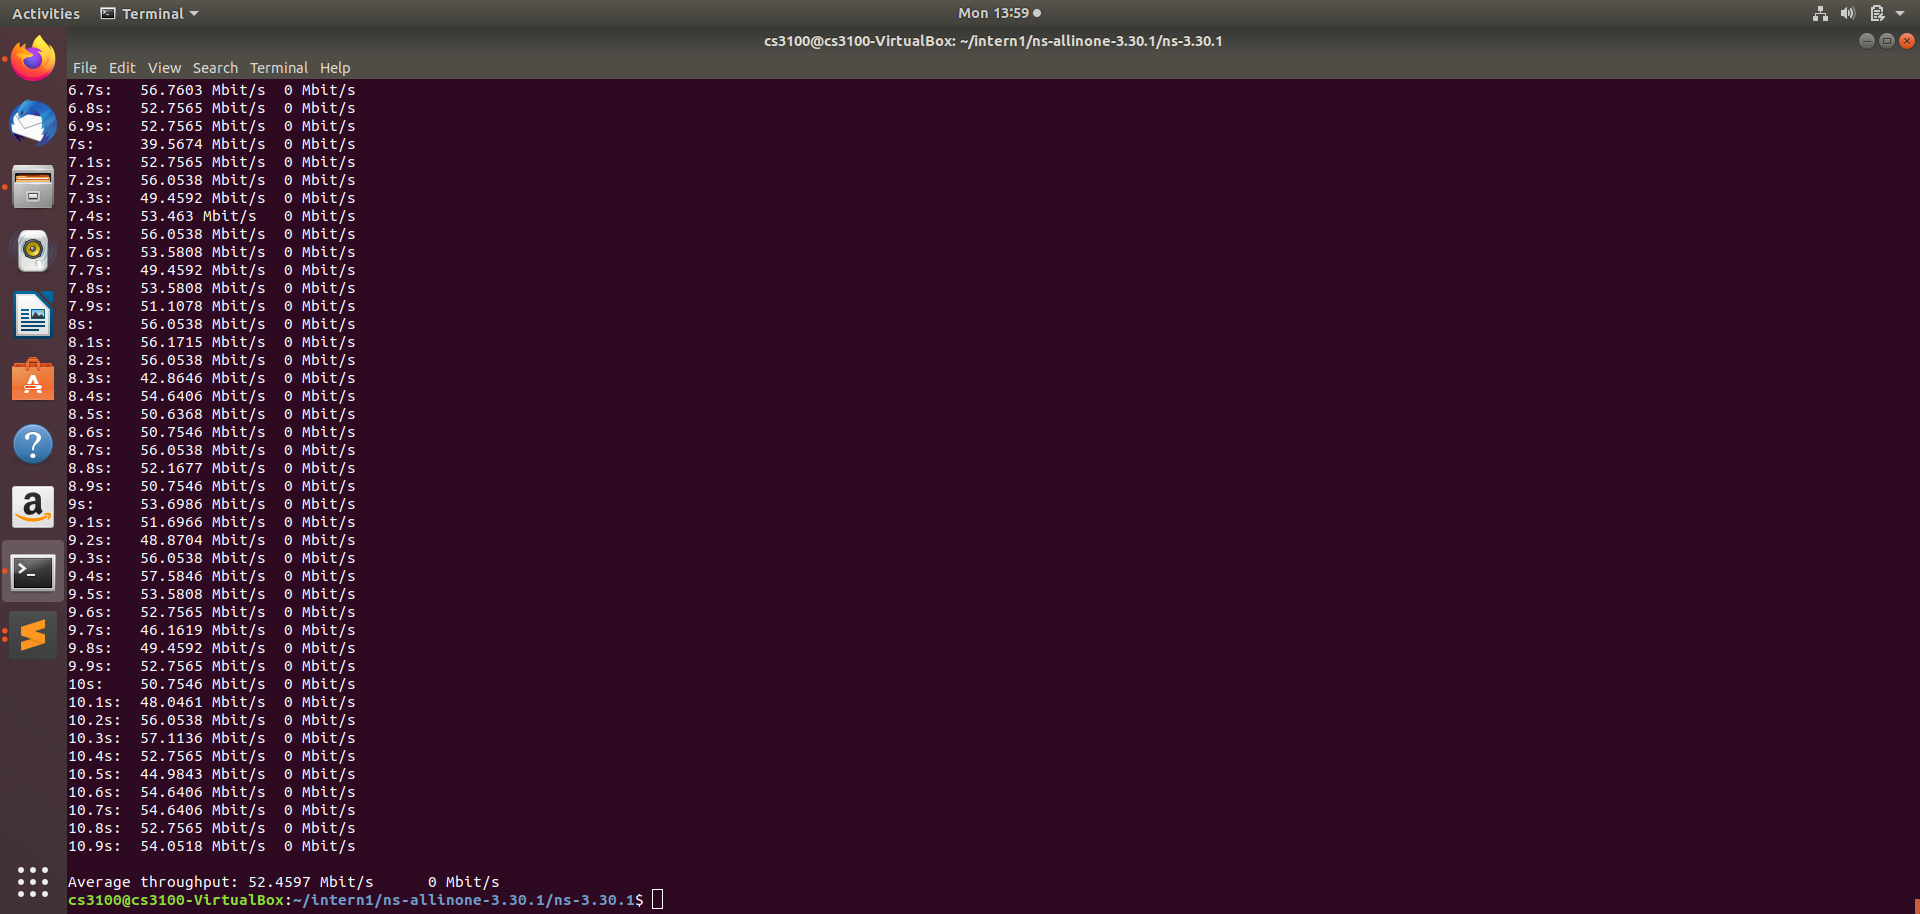 Activities Terminal Mon 13:59
cs3100@cs3100-VirtualBox: ~/intern1/ns-allinone-3.30.1/ns-3.30.1
File Edit View Search Terminal Help
6.7s: 56.7603 Mbit/s 0 Mbit/s
6.8s: 52.7565 Mbit/s 0 Mbit/s
6.9s: 52.7565 Mbit/s 0 Mbit/s
7s: 39.5674 Mbit/s 0 Mbit/s
7.1s: 52.7565 Mbit/s 0 Mbit/s
7.2s: 56.0538 Mbit/s 0 Mbit/s
7.3s: 49.4592 Mbit/s 0 Mbit/s
7.4s: 53.463 Mbit/s 0 Mbit/s
7.5s: 56.0538 Mbit/s 0 Mbit/s
7.6s: 53.5808 Mbit/s 0 Mbit/s
7.7s: 49.4592 Mbit/s 0 Mbit/s
7.8s: 53.5808 Mbit/s 0 Mbit/s
7.9s: 51.1078 Mbit/s 0 Mbit/s
8s: 56.0538 Mbit/s 0 Mbit/s
8.1s: 56.1715 Mbit/s 0 Mbit/s
8.2s: 56.0538 Mbit/s 0 Mbit/s
8.3s: 42.8646 Mbit/s 0 Mbit/s
8.4s: 54.6406 Mbit/s 0 Mbit/s
8.5s: 50.6368 Mbit/s 0 Mbit/s
8.6s: 50.7546 Mbit/s 0 Mbit/s
8.7s: 56.0538 Mbit/s 0 Mbit/s
8.8s: 52.1677 Mbit/s 0 Mbit/s
8.9s: 50.7546 Mbit/s 0 Mbit/s
9s: 53.6986 Mbit/s 0 Mbit/s
9.1s: 51.6966 Mbit/s 0 Mbit/s
9.2s: 48.8704 Mbit/s 0 Mbit/s
9.3s: 56.0538 Mbit/s 0 Mbit/s
9.4s: 57.5846 Mbit/s 0 Mbit/s
9.5s: 53.5808 Mbit/s 0 Mbit/s
9.6s: 52.7565 Mbit/s 0 Mbit/s
9.7s: 46.1619 Mbit/s 0 Mbit/s
9.8s: 49.4592 Mbit/s 0 Mbit/s
9.9s: 52.7565 Mbit/s 0 Mbit/s
10s: 50.7546 Mbit/s 0 Mbit/s
10.1s: 48.0461 Mbit/s 0 Mbit/s
10.2s: 56.0538 Mbit/s 0 Mbit/s
10.3s: 57.1136 Mbit/s 0 Mbit/s
10.4s: 52.7565 Mbit/s 0 Mbit/s
10.5s: 44.9843 Mbit/s 0 Mbit/s
10.6s: 54.6406 Mbit/s 0 Mbit/s
10.7s: 54.6406 Mbit/s 0 Mbit/s
10.8s: 52.7565 Mbit/s 0 Mbit/s
10.9s: 54.0518 Mbit/s 0 Mbit/s
Average throughput: 52.4597 Mbit/s 0 Mbit/s
cs3100@cs3100-VirtualBox:~/intern1/ns-allinone-3.30.1/ns-3.30.1$